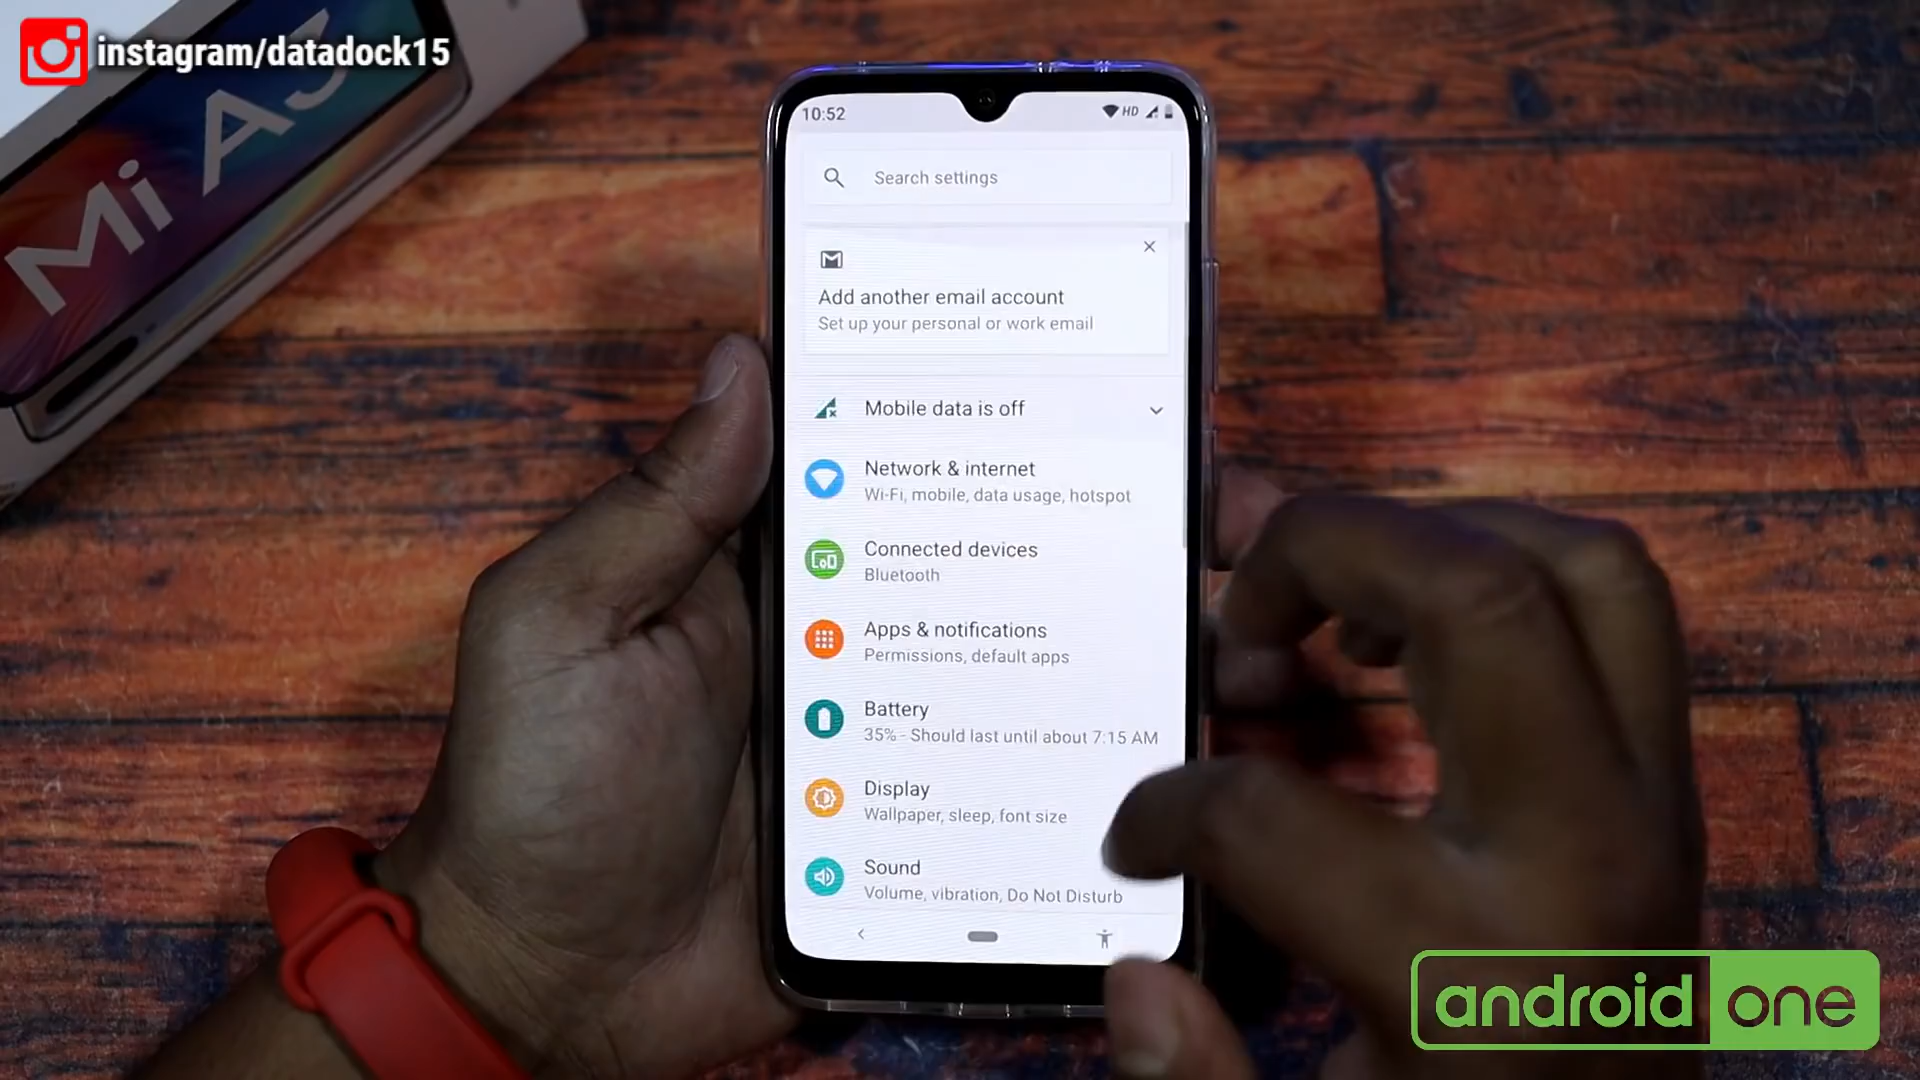 instagram/datadock15
Mi A3
10:52
HD
Search settings
Add another email account
Set up your personal or work email
Mobile data is off
Network & internet
Wi-Fi, mobile, data usage, hotspot
Connected devices
Bluetooth
Apps & notifications
Permissions, default apps
Battery
35% - Should last until about 7:15 AM
Display
Wallpaper, sleep, font size
Sound
Volume, vibration, Do Not Disturb
android one